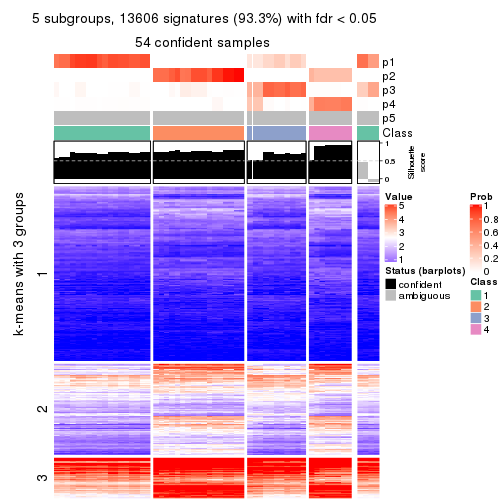 5 subgroups, 13606 signatures (93.3%) with fdr < 0.05
54 confident samples
p1
p2
p3
p4
p5
Class
1
0.5
0
Silhouette
score
k-means with 3 groups
1
2
3
Value
5
4
3
2
1
Status (barplots)
confident
ambiguous
Prob
1
0.8
0.6
0.4
0.2
0
Class
1
2
3
4